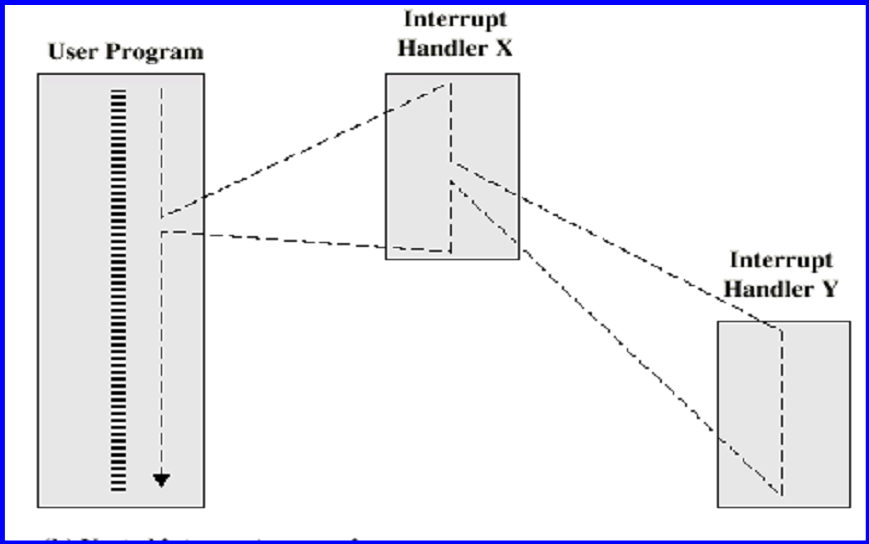 Interrupt
Handler X
User Program
Interrupt
Handler Y